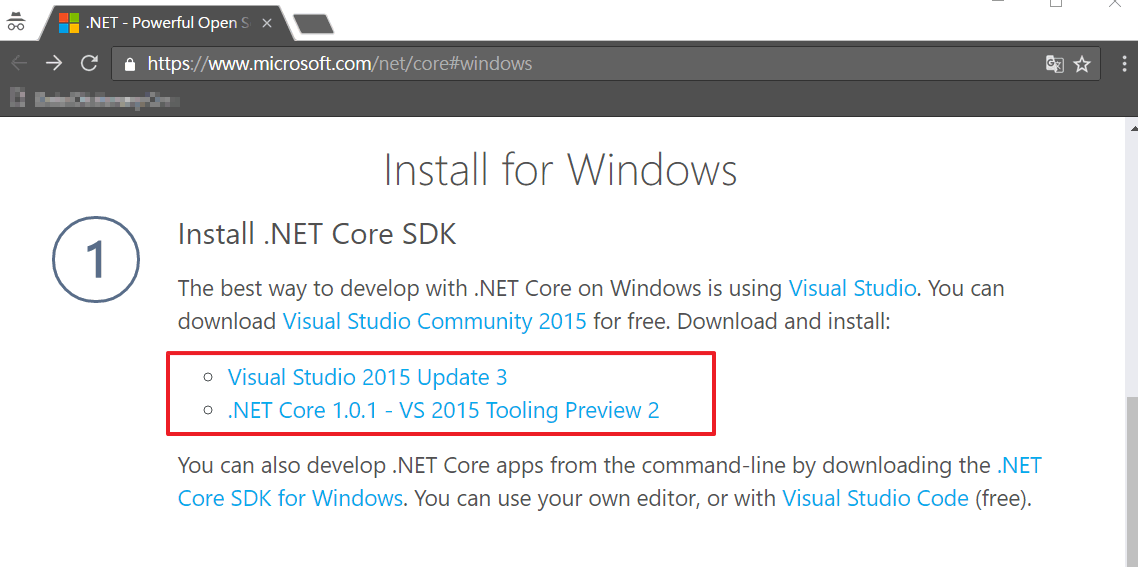 .NET - Powerful Open S
https://www.microsoft.com/net/core#windows
Install for Windows
1
Install .NET Core SDK
The best way to develop with .NET Core on Windows is using Visual Studio. You can
download Visual Studio Community 2015 for free. Download and install:
Visual Studio 2015 Update 3
.NET Core 1.0.1 - VS 2015 Tooling Preview 2
You can also develop .NET Core apps from the command-line by downloading the .NET
Core SDK for Windows. You can use your own editor, or with Visual Studio Code (free).